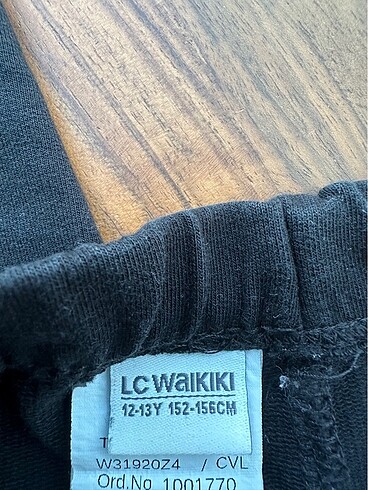 LC WAIKIKI
12-13Y 152-156CM
T
W31920Z4 / CVL
Ord.No 1001770